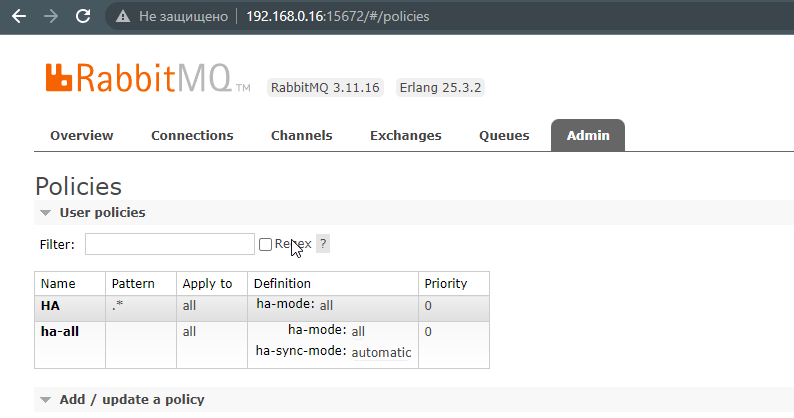 Не защищено 192.168.0.16:15672/#/policies
RabbitMQ TM RabbitMQ 3.11.16 Erlang 25.3.2
Overview Connections Channels Exchanges Queues Admin
Policies
User policies
Filter: Regex ?
Name Pattern Apply to Definition Priority
HA .* all ha-mode: all 0
ha-all all ha-mode: all 0
ha-sync-mode: automatic
Add / update a policy